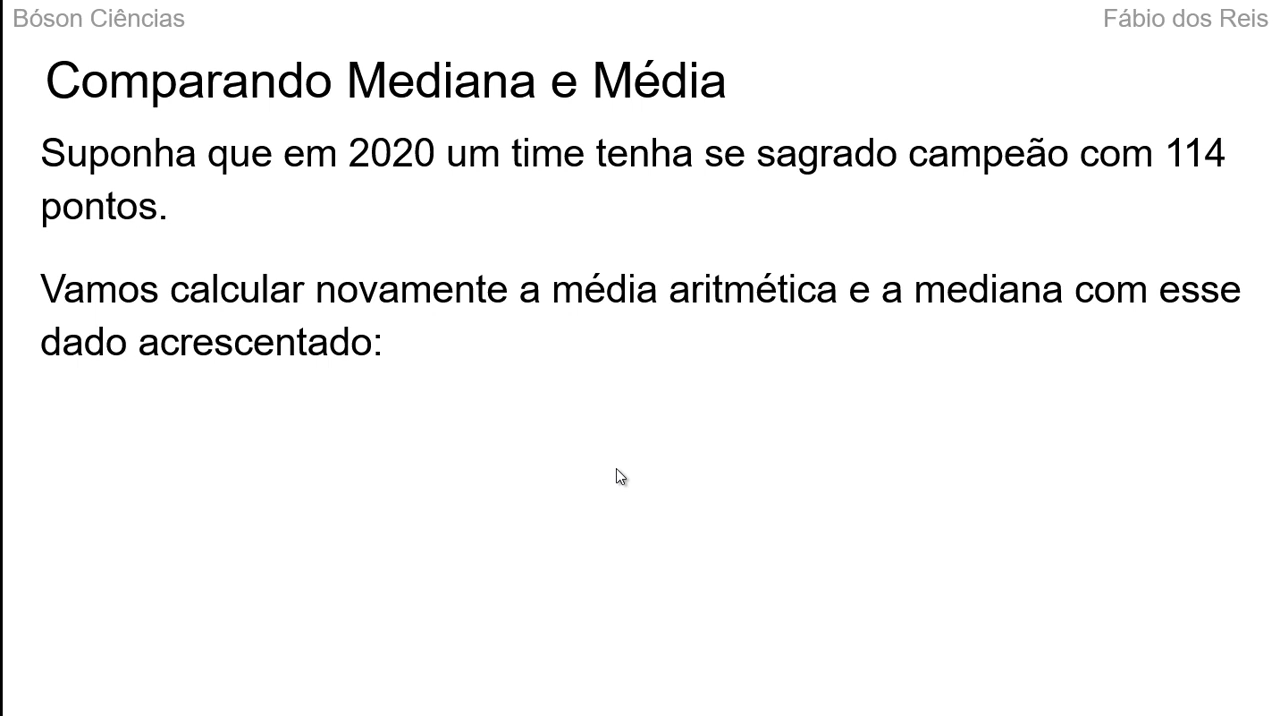 Bóson Ciências
Fábio dos Reis
Comparando Mediana e Média
Suponha que em 2020 um time tenha se sagrado campeão com 114
pontos.
Vamos calcular novamente a média aritmética e a mediana com esse
dado acrescentado: